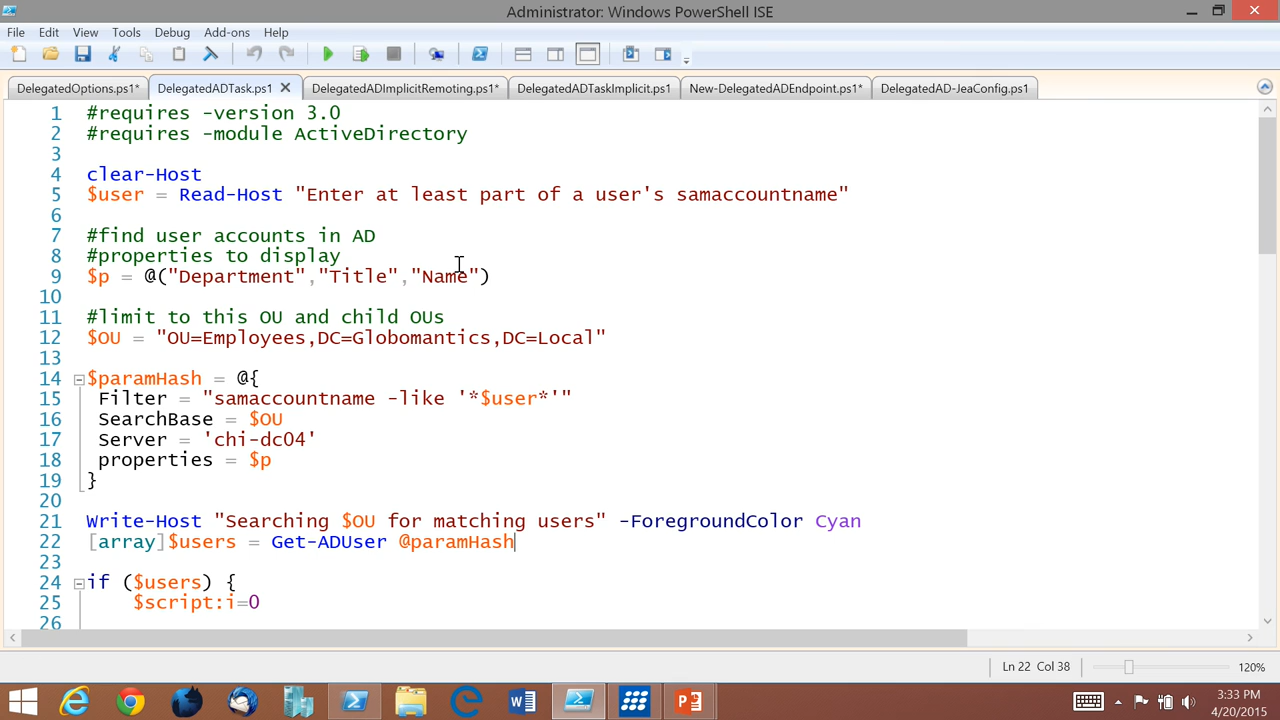 Administrator: Windows PowerShell ISE
File Edit View Tools Debug Add-ons Help
DelegatedOptions.ps1* DelegatedADTask.ps1 DelegatedADImplicitRemoting.ps1* DelegatedADTaskImplicit.ps1 New-DelegatedADEndpoint.ps1* DelegatedAD-JeaConfig.ps1
1 #requires -version 3.0
2 #requires -module ActiveDirectory
3
4 clear-Host
5 $user = Read-Host "Enter at least part of a user's samaccountname"
6
7 #find user accounts in AD
8 #properties to display
9 $p = @("Department","Title","Name")
10
11 #limit to this OU and child OUs
12 $OU = "OU=Employees,DC=Globomantics,DC=Local"
13
14 $paramHash = @{
15 Filter = "samaccountname -like '*$user*'"
16 SearchBase = $OU
17 Server = 'chi-dc04'
18 properties = $p
19 }
20
21 Write-Host "Searching $OU for matching users" -ForegroundColor Cyan
22 [array]$users = Get-ADUser @paramHash
23
24 if ($users) {
25 $script:i=0
26
Ln 22 Col 38 120%
3:33 PM
4/20/2015